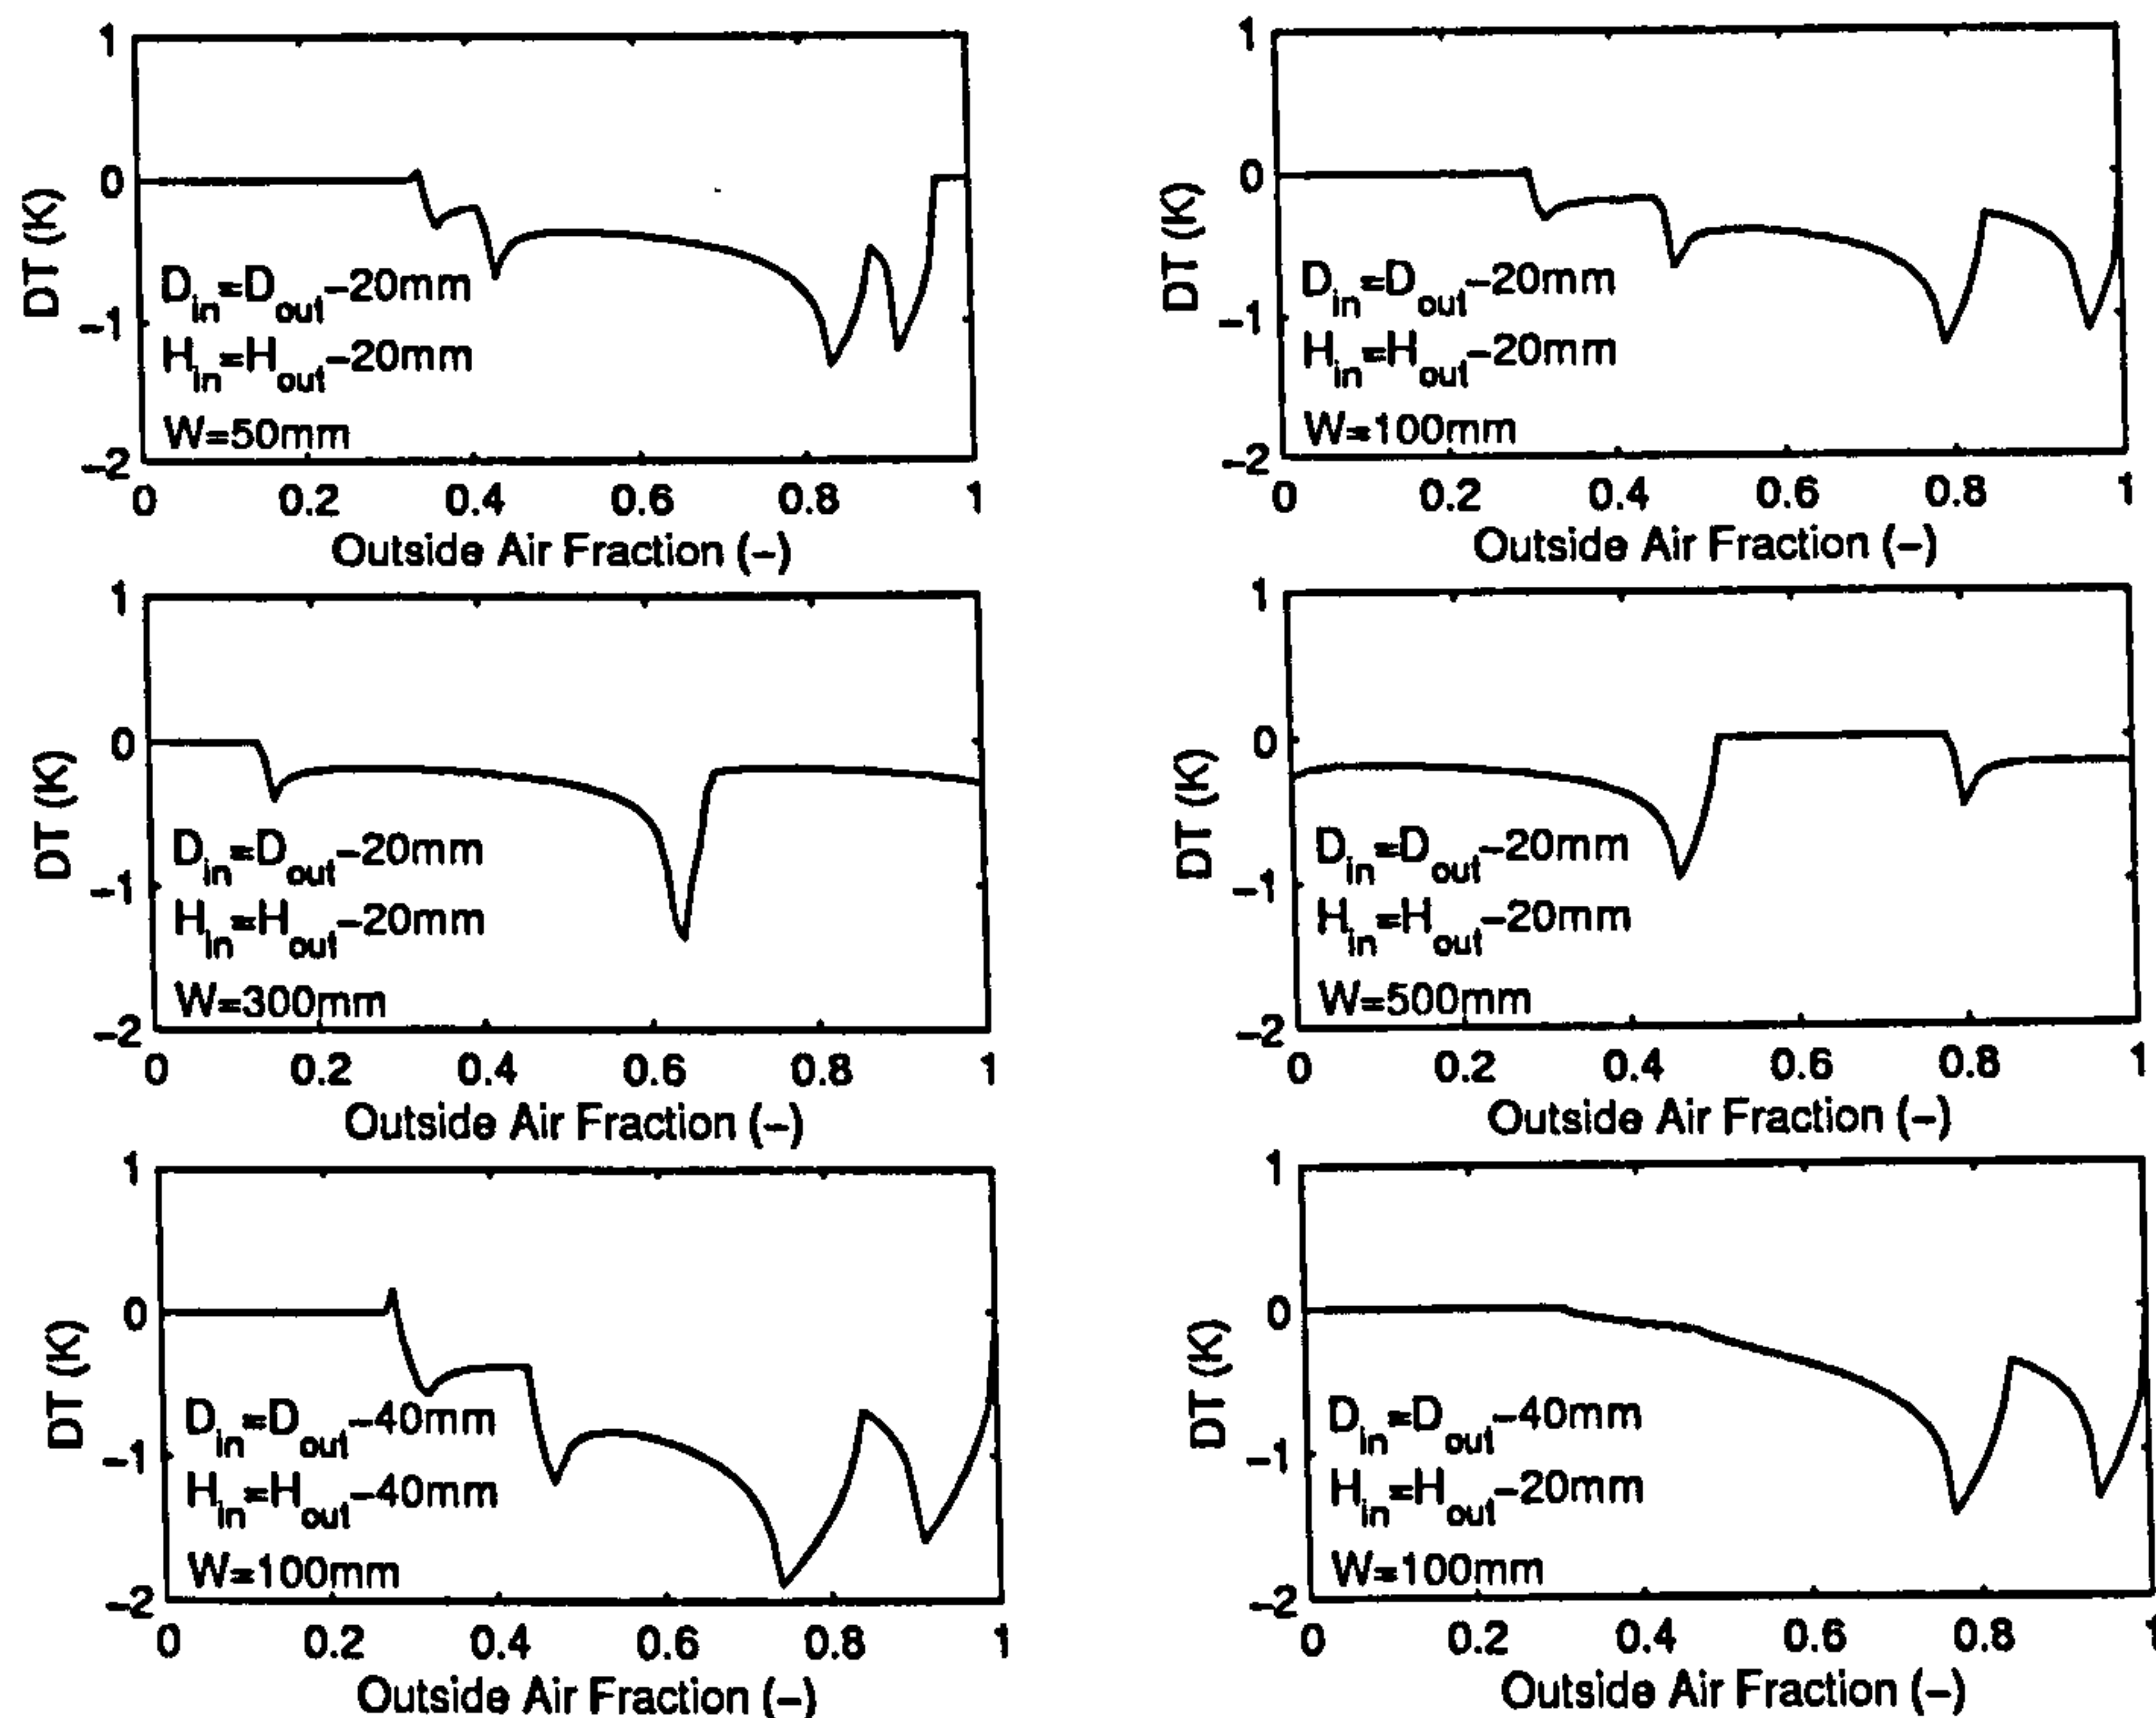 1
0
-1
-2
DT (K)
D_in=D_out-20mm
H_in=H_out-20mm
W=50mm
0 0.2 0.4 0.6 0.8 1
Outside Air Fraction (-)
1
0
-1
-2
DT (K)
D_in=D_out-20mm
H_in=H_out-20mm
W=100mm
0 0.2 0.4 0.6 0.8 1
Outside Air Fraction (-)
1
0
-1
-2
DT (K)
D_in=D_out-20mm
H_in=H_out-20mm
W=300mm
0 0.2 0.4 0.6 0.8 1
Outside Air Fraction (-)
1
0
-1
-2
DT (K)
D_in=D_out-20mm
H_in=H_out-20mm
W=500mm
0 0.2 0.4 0.6 0.8 1
Outside Air Fraction (-)
1
0
-1
-2
DT (K)
D_in=D_out-40mm
H_in=H_out-40mm
W=100mm
0 0.2 0.4 0.6 0.8 1
Outside Air Fraction (-)
1
0
-1
-2
DT (K)
D_in=D_out-40mm
H_in=H_out-20mm
W=100mm
0 0.2 0.4 0.6 0.8 1
Outside Air Fraction (-)